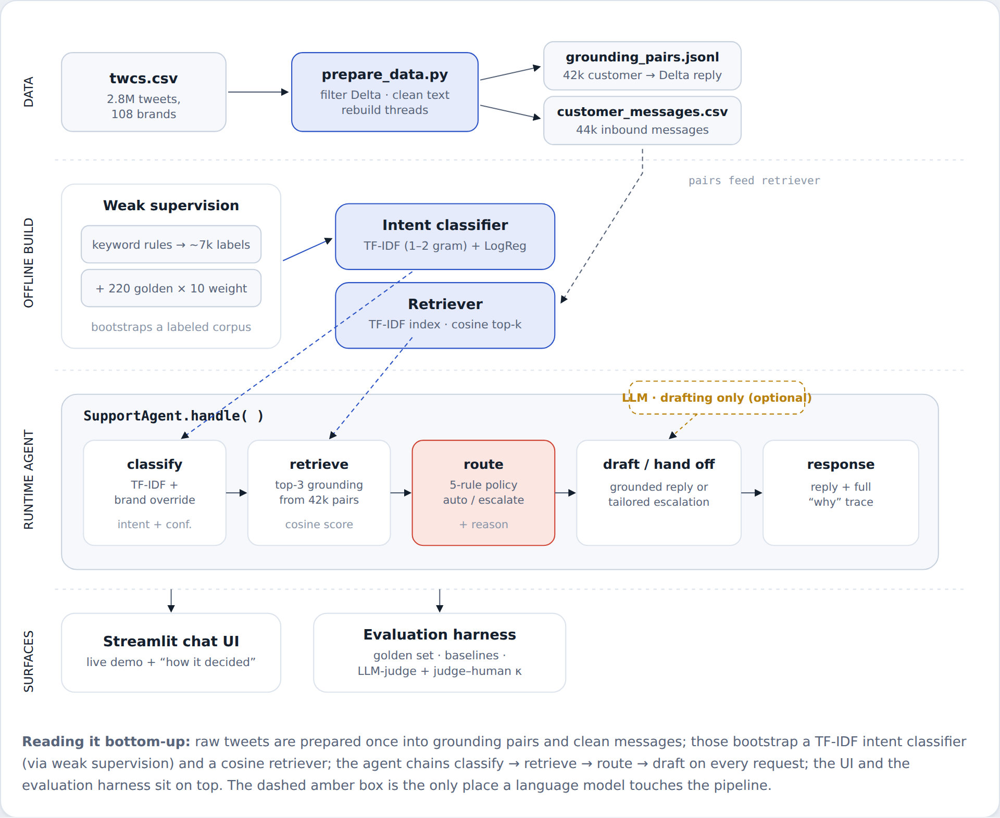 DATA
twcs.csv
2.8M tweets,
108 brands
prepare_data.py
filter Delta · clean text
rebuild threads
grounding_pairs.jsonl
42k customer → Delta reply
customer_messages.csv
44k inbound messages
pairs feed retriever
OFFLINE BUILD
Weak supervision
keyword rules → ~7k labels
+ 220 golden × 10 weight
bootstraps a labeled corpus
Intent classifier
TF-IDF (1–2 gram) + LogReg
Retriever
TF-IDF index · cosine top-k
RUNTIME AGENT
LLM · drafting only (optional)
SupportAgent.handle( )
classify
TF-IDF +
brand override
intent + conf.
retrieve
top-3 grounding
from 42k pairs
cosine score
route
5-rule policy
auto / escalate
+ reason
draft / hand off
grounded reply or
tailored escalation
response
reply + full
“why” trace
SURFACES
Streamlit chat UI
live demo + “how it decided”
Evaluation harness
golden set · baselines ·
LLM-judge + judge–human κ
Reading it bottom-up: raw tweets are prepared once into grounding pairs and clean messages; those bootstrap a TF-IDF intent classifier
(via weak supervision) and a cosine retriever; the agent chains classify → retrieve → route → draft on every request; the UI and the
evaluation harness sit on top. The dashed amber box is the only place a language model touches the pipeline.